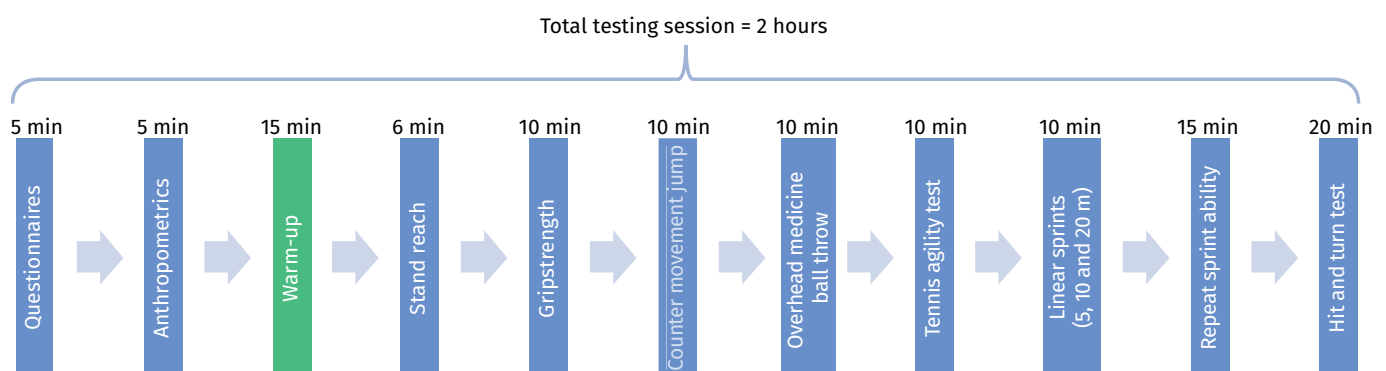 Total testing session = 2 hours
5 min
5 min
15 min
6 min
10 min
10 min
10 min
10 min
10 min
15 min
20 min
Questionnaires
Anthropometrics
Warm-up
Stand reach
Gripstrength
Counter movement jump
Overhead medicine
ball throw
Tennis agility test
Linear sprints
(5, 10 and 20 m)
Repeat sprint ability
Hit and turn test